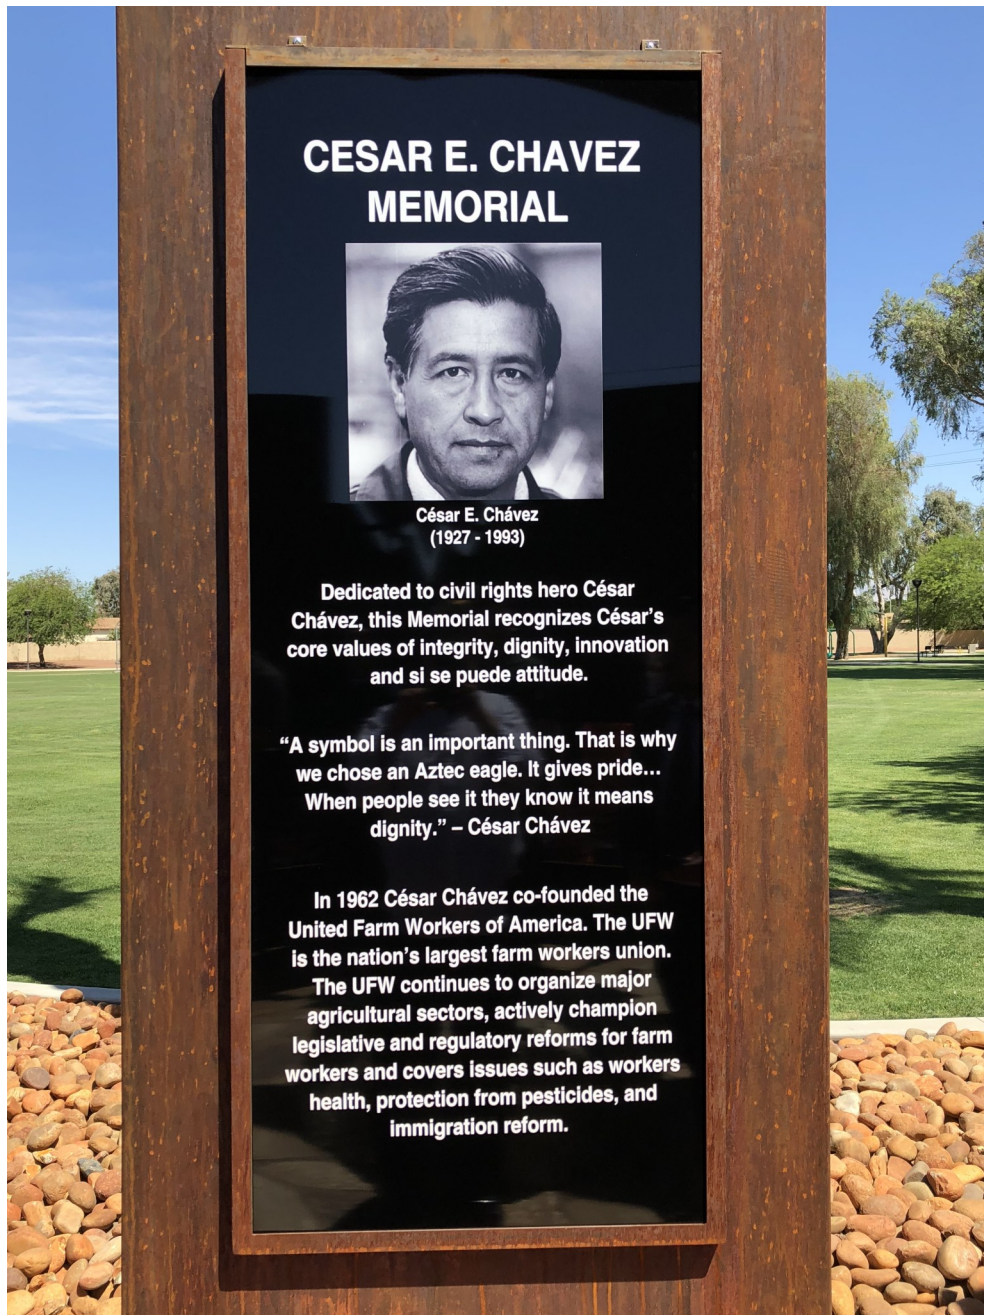 CESAR E. CHAVEZ
MEMORIAL
César E. Chávez
(1927 - 1993)
Dedicated to civil rights hero César
Chávez, this Memorial recognizes César's
core values of integrity, dignity, innovation
and si se puede attitude.
“A symbol is an important thing. That is why
we chose an Aztec eagle. It gives pride...
When people see it they know it means
dignity.” – César Chávez
In 1962 César Chávez co-founded the
United Farm Workers of America. The UFW
is the nation's largest farm workers union.
The UFW continues to organize major
agricultural sectors, actively champion
legislative and regulatory reforms for farm
workers and covers issues such as workers
health, protection from pesticides, and
immigration reform.